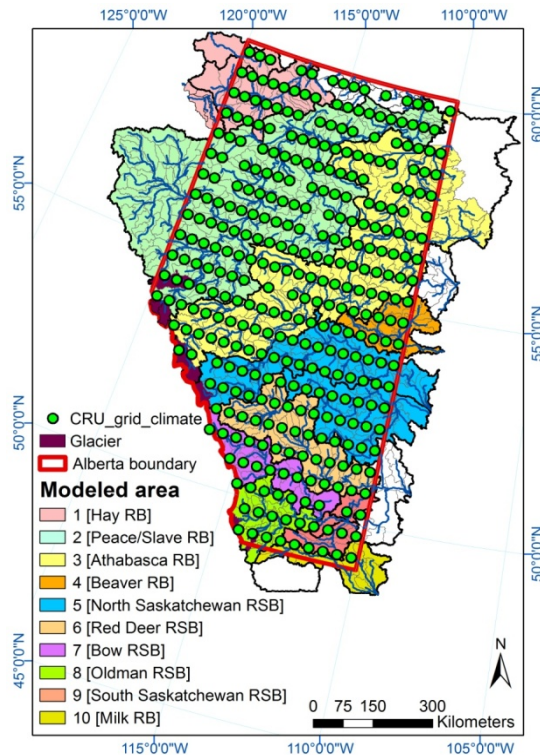 125°0'0"W 120°0'0"W 115°0'0"W 110°0'0"W
60°0'0"N
55°0'0"N
55°0'0"N
50°0'0"N
50°0'0"N
45°0'0"N
CRU_grid_climate
Glacier
Alberta boundary
Modeled area
1 [Hay RB]
2 [Peace/Slave RB]
3 [Athabasca RB]
4 [Beaver RB]
5 [North Saskatchewan RSB]
6 [Red Deer RSB]
7 [Bow RSB]
8 [Oldman RSB]
9 [South Saskatchewan RSB]
10 [Milk RB]
N
0 75 150 300
Kilometers
115°0'0"W 110°0'0"W 105°0'0"W